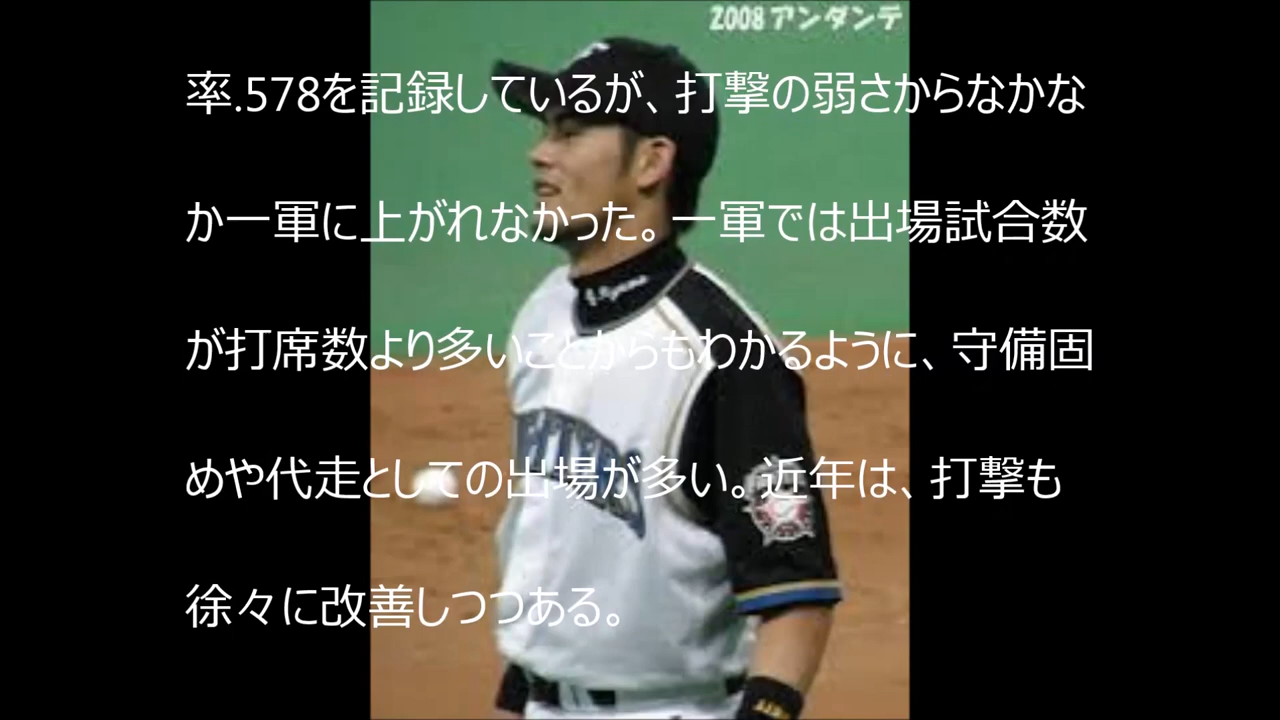 2008 アンダンテ
率.578を記録しているが、打撃の弱さからなかな
か一軍に上がれなかった。一軍では出場試合数
が打席数より多いことからもわかるように、守備固
めや代走としての出場が多い。近年は、打撃も
徐々に改善しつつある。